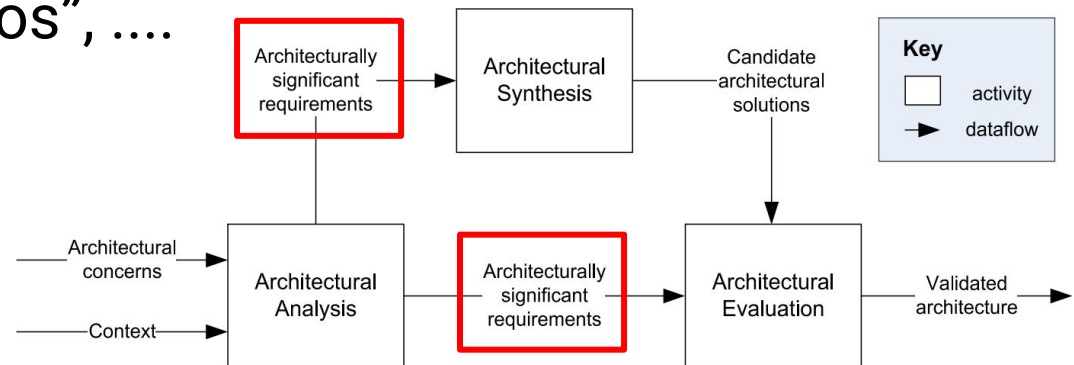 os”, ....
Architecturally
significant
requirements
Architectural
Synthesis
Candidate
architectural
solutions
Key
activity
dataflow
Architectural
concerns
Context
Architectural
Analysis
Architecturally
significant
requirements
Architectural
Evaluation
Validated
architecture